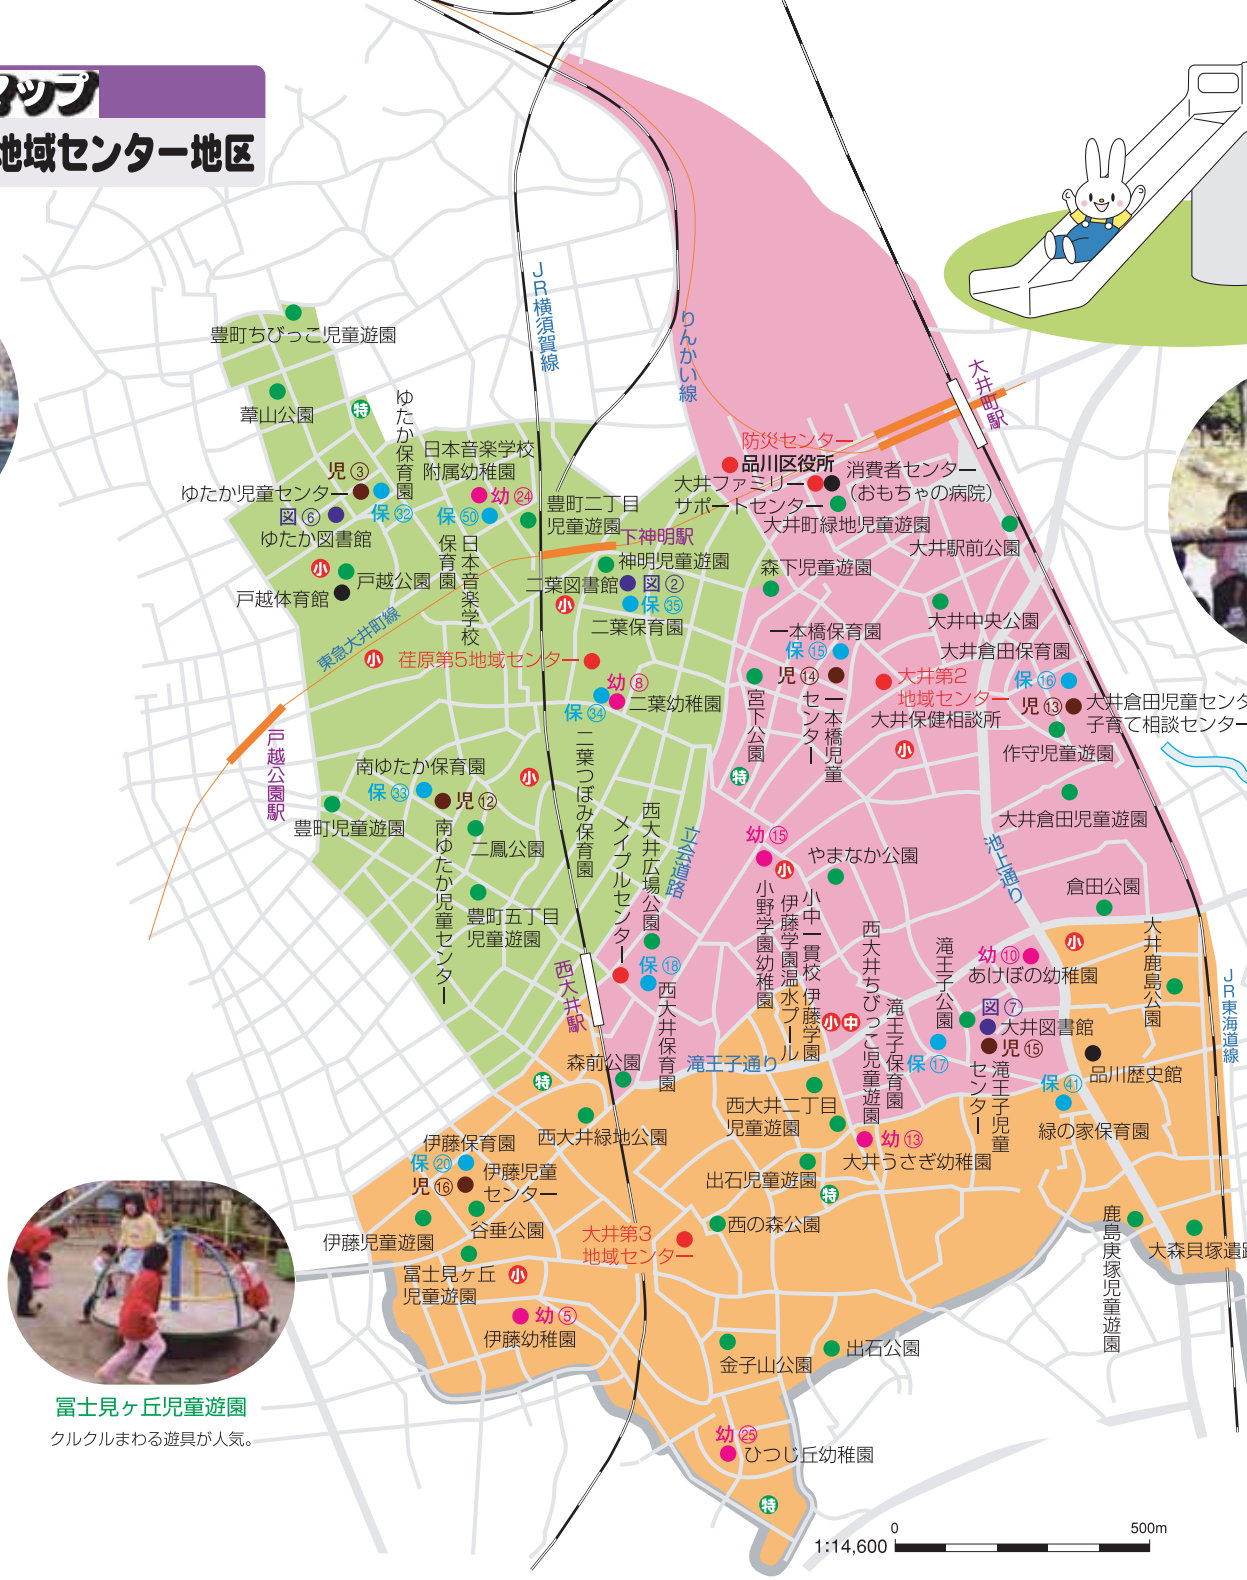 マップ
地域センター地区
JR横須賀線
りんかい線
大井町駅
豊町ちびっこ児童遊園
葦山公園
特
ゆたか保育園
日本音楽学校
附属幼稚園
児③
ゆたか児童センター
保㉜
図⑥
ゆたか図書館
幼㉔
保㊿
日本音楽学校
保育園
豊町二丁目
児童遊園
下神明駅
神明児童遊園
小
戸越公園
戸越体育館
二葉図書館
図②
小
保㉟
二葉保育園
東急大井町線
小
荏原第5地域センター
幼⑧
二葉幼稚園
保㉞
二葉つぼみ保育園
戸越公園駅
南ゆたか保育園
保㉝
児⑫
小
豊町児童遊園
二鳳公園
南ゆたか児童センター
豊町五丁目
児童遊園
メイプルセンター
西大井広場公園
立会道路
西大井駅
保⑱
西大井保育園
防災センター
品川区役所
大井ファミリー
サポートセンター
消費者センター
(おもちゃの病院)
大井町緑地児童遊園
大井駅前公園
森下児童遊園
大井中央公園
一本橋保育園
保⑮
児⑭
一本橋児童
センター
宮下公園
大井第2
地域センター
大井保健相談所
小
大井倉田保育園
保⑯
児⑬
大井倉田児童センタ
子育て相談センター
作守児童遊園
特
大井倉田児童遊園
池上通り
幼⑮
小
小野学園幼稚園
やまなか公園
小中一貫校 伊藤学園
伊藤学園温水プール
小
中
西大井ちびっこ児童遊園
滝王子保育園
保⑰
滝王子公園
倉田公園
小
幼⑩
あけぼの幼稚園
図⑦
大井図書館
児⑮
滝王子児童
センター
大井鹿島公園
JR東海道線
品川歴史館
保㊶
緑の家保育園
滝王子通り
森前公園
特
西大井緑地公園
西大井二丁目
児童遊園
幼⑬
大井うさぎ幼稚園
出石児童遊園
特
西の森公園
大井第3
地域センター
伊藤保育園
保⑳
児⑯
伊藤児童
センター
谷垂公園
伊藤児童遊園
冨士見ヶ丘
児童遊園
小
幼⑤
伊藤幼稚園
鹿島庚塚児童遊園
大森貝塚遺跡
金子山公園
出石公園
幼㉕
ひつじ丘幼稚園
特
冨士見ヶ丘児童遊園
クルクルまわる遊具が人気。
0
500m
1:14,600